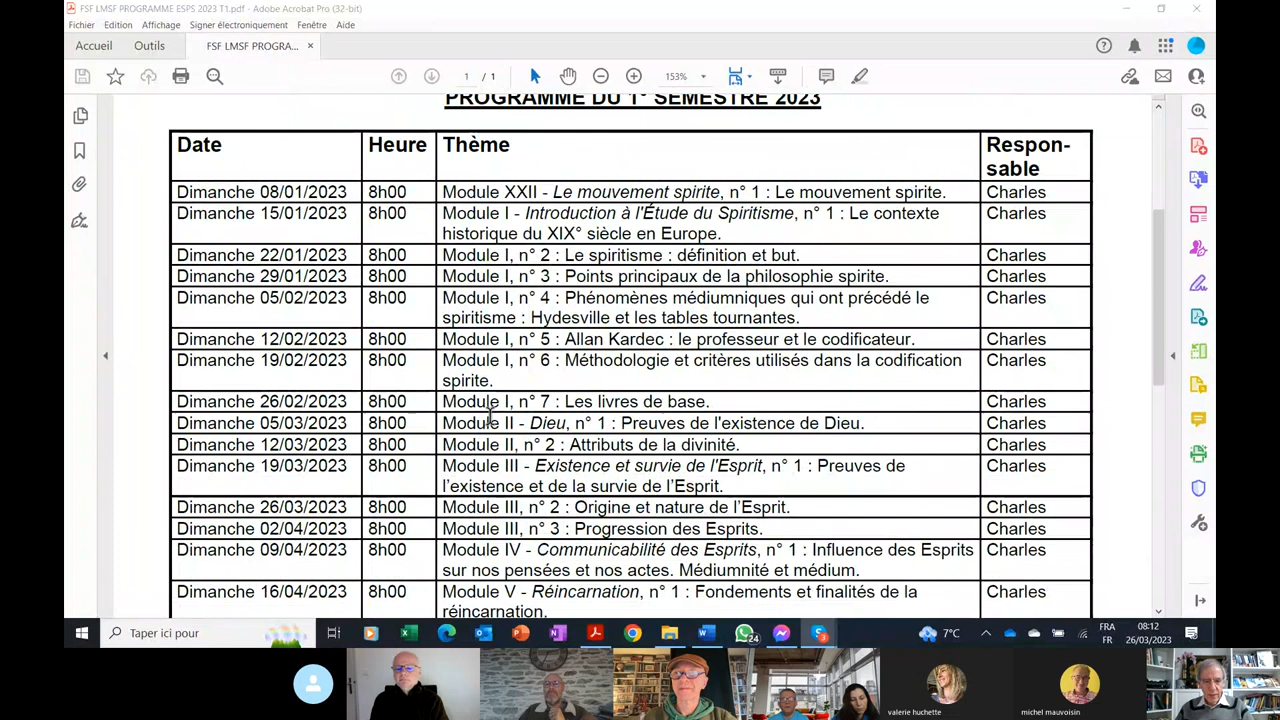 FSF LMSF PROGRAMME ESPS 2023 T1.pdf - Adobe Acrobat Pro (32-bit)
Fichier Edition Affichage Signer électroniquement Fenêtre Aide
Accueil Outils FSF LMSF PROGRA... ×
1 / 1 153%
PROGRAMME DU 1° SEMESTRE 2023
Date Heure Thème Respon-
sable
Dimanche 08/01/2023 8h00 Module XXII - Le mouvement spirite, n° 1 : Le mouvement spirite. Charles
Dimanche 15/01/2023 8h00 Module I - Introduction à l'Étude du Spiritisme, n° 1 : Le contexte Charles
historique du XIX° siècle en Europe.
Dimanche 22/01/2023 8h00 Module I, n° 2 : Le spiritisme : définition et but. Charles
Dimanche 29/01/2023 8h00 Module I, n° 3 : Points principaux de la philosophie spirite. Charles
Dimanche 05/02/2023 8h00 Module I, n° 4 : Phénomènes médiumniques qui ont précédé le Charles
spiritisme : Hydesville et les tables tournantes.
Dimanche 12/02/2023 8h00 Module I, n° 5 : Allan Kardec : le professeur et le codificateur. Charles
Dimanche 19/02/2023 8h00 Module I, n° 6 : Méthodologie et critères utilisés dans la codification Charles
spirite.
Dimanche 26/02/2023 8h00 Module I, n° 7 : Les livres de base. Charles
Dimanche 05/03/2023 8h00 Module - Dieu, n° 1 : Preuves de l'existence de Dieu. Charles
Dimanche 12/03/2023 8h00 Module II, n° 2 : Attributs de la divinité. Charles
Dimanche 19/03/2023 8h00 Module III - Existence et survie de l'Esprit, n° 1 : Preuves de Charles
l'existence et de la survie de l'Esprit.
Dimanche 26/03/2023 8h00 Module III, n° 2 : Origine et nature de l'Esprit. Charles
Dimanche 02/04/2023 8h00 Module III, n° 3 : Progression des Esprits. Charles
Dimanche 09/04/2023 8h00 Module IV - Communicabilité des Esprits, n° 1 : Influence des Esprits Charles
sur nos pensées et nos actes. Médiumnité et médium.
Dimanche 16/04/2023 8h00 Module V - Réincarnation, n° 1 : Fondements et finalités de la Charles
réincarnation.
Taper ici pour 24 3 7°C FRA 08:12
FR 26/03/2023
valerie huchette michel mauvoisin